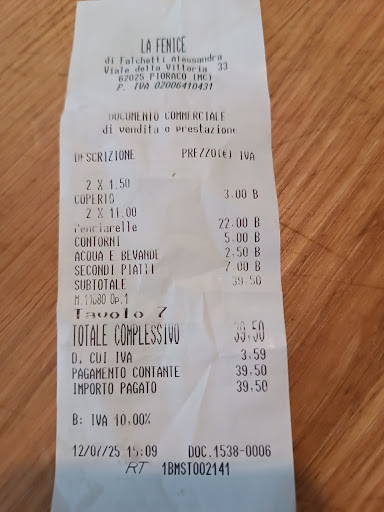 LA FENICE
di Falchetti Alessandra
Viale della Vittoria 33
62025 PIORACO (MC)
P. IVA 02006410431
DOCUMENTO COMMERCIALE
di vendita o prestazione
DESCRIZIONE PREZZO(€) IVA
2 X 1.50
COPERTO 3.00 B
2 X 11.00
Penciarelle 22.00 B
CONTORNI 5.00 B
ACQUA E BEVANDE 2.50 B
SECONDI PIATTI 7.00 B
SUBTOTALE 39.50
M.11680 Op.1
Tavolo 7
TOTALE COMPLESSIVO 39,50
DI CUI IVA 3.59
PAGAMENTO CONTANTE 39.50
IMPORTO PAGATO 39.50
B: IVA 10,00%
12/07/25 15:09 DOC.1538-0006
RT 1BMST002141